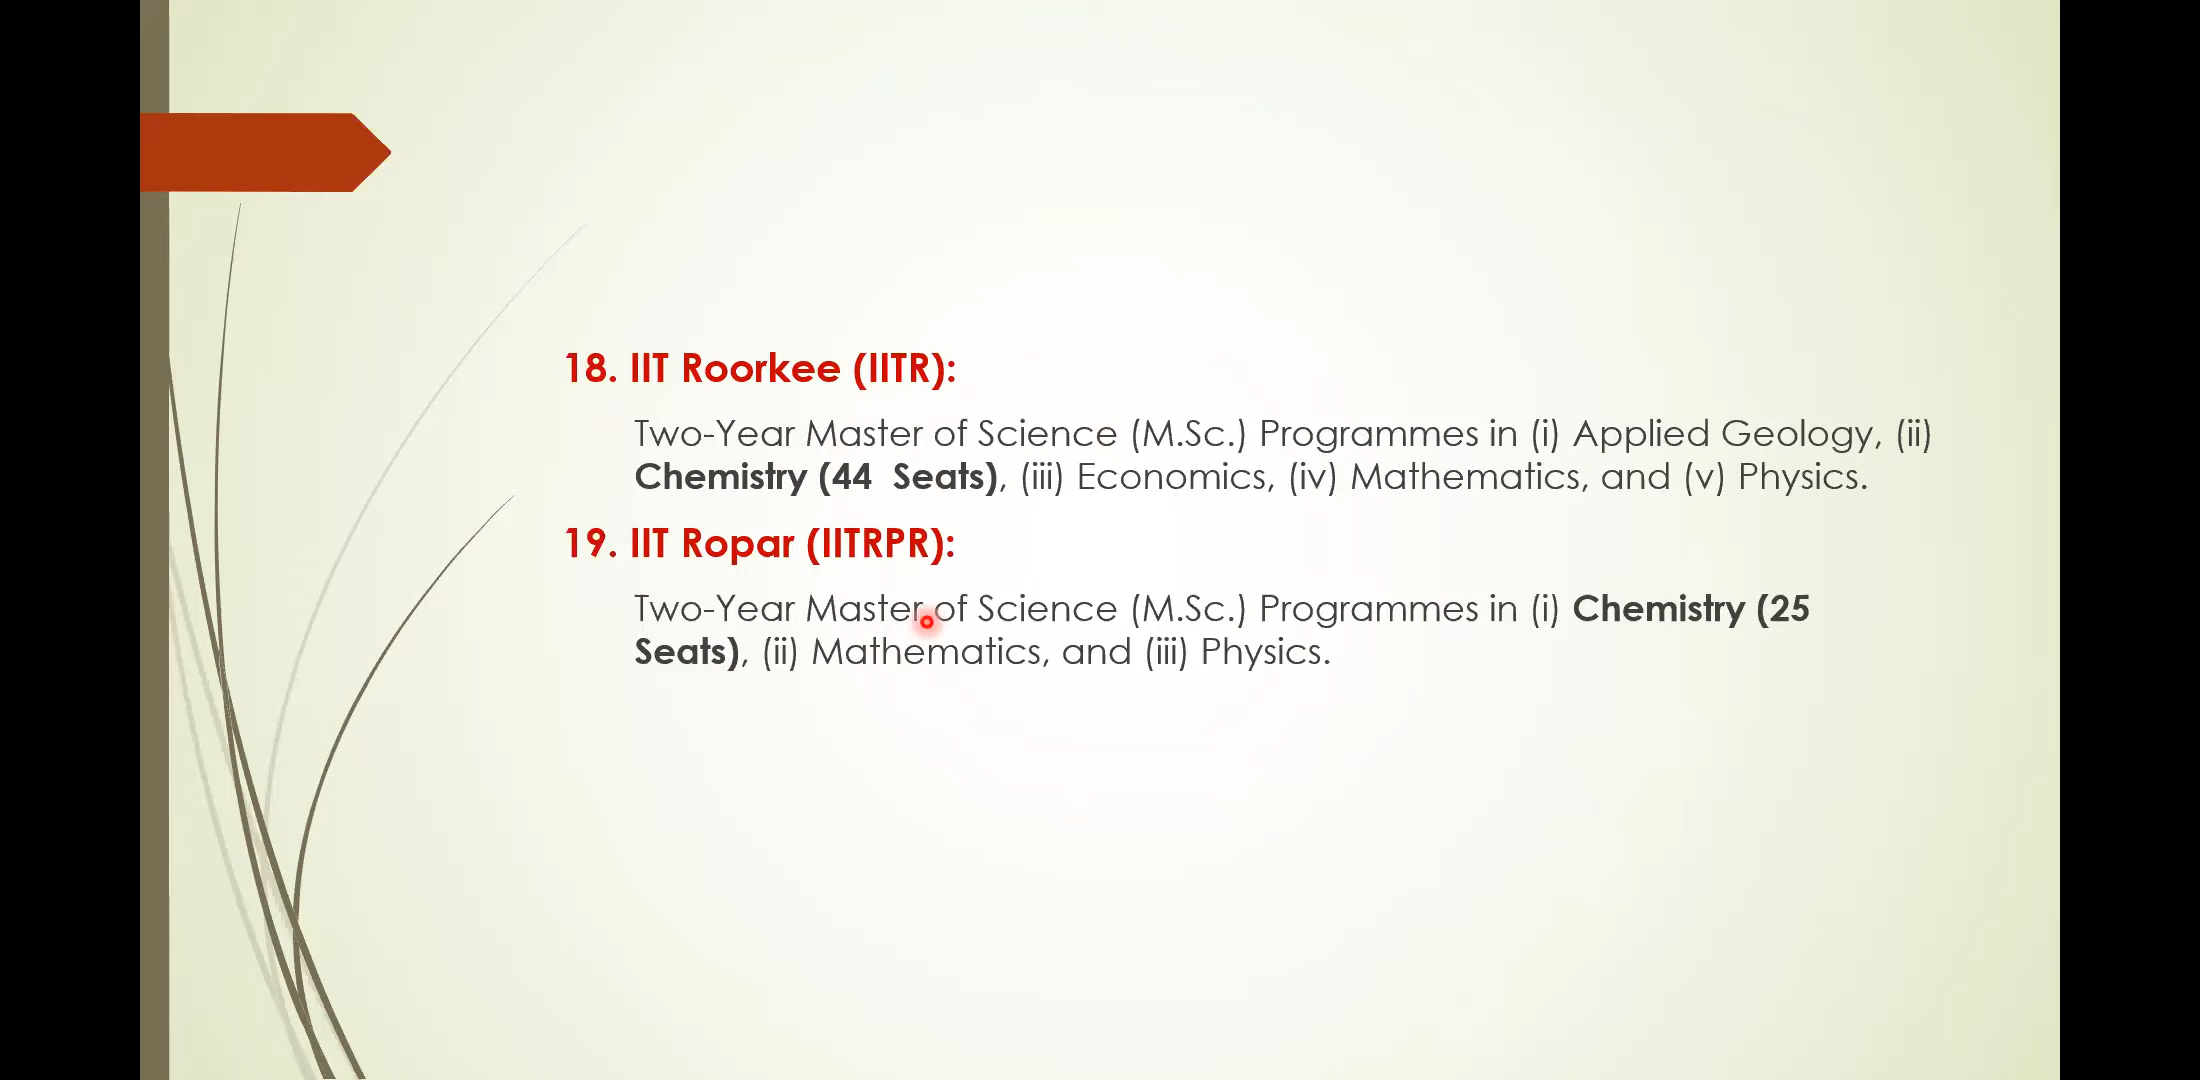 18. IIT Roorkee (IITR):
Two-Year Master of Science (M.Sc.) Programmes in (i) Applied Geology, (ii)
Chemistry (44 Seats), (iii) Economics, (iv) Mathematics, and (v) Physics.
19. IIT Ropar (IITRPR):
Two-Year Master of Science (M.Sc.) Programmes in (i) Chemistry (25
Seats), (ii) Mathematics, and (iii) Physics.